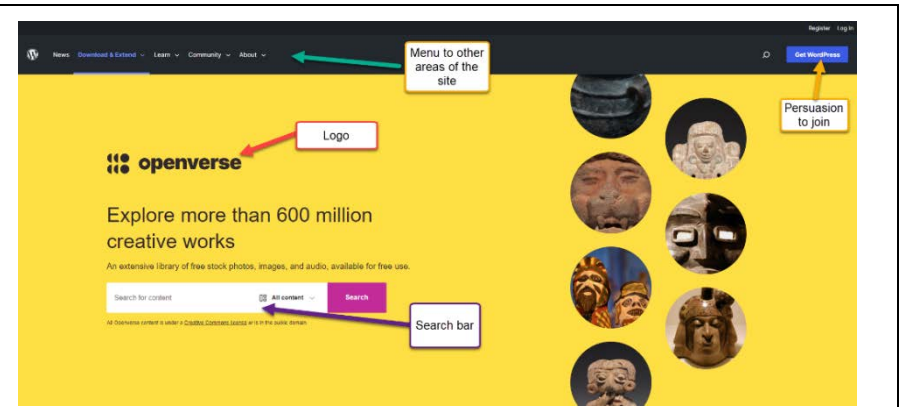 Register Log In
News Download & Extend Learn Community About
Get WordPress
Menu to other
areas of the
site
Persuasion
to join
Logo
openverse
Explore more than 600 million
creative works
An extensive library of free stock photos, images, and audio, available for free use.
Search for content All content Search
Search bar
All Openverse content is under a Creative Commons license or is in the public domain.